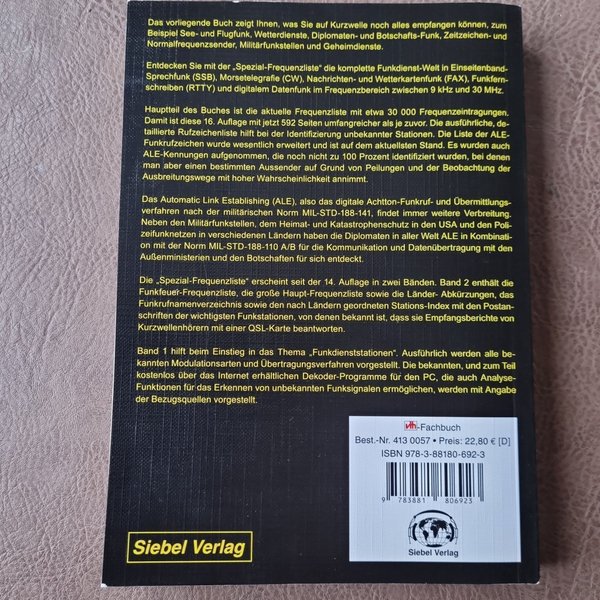 Das vorliegende Buch zeigt Ihnen, was Sie auf Kurzwelle noch alles empfangen können, zum
Beispiel See- und Flugfunk, Wetterdienste, Diplomaten- und Botschafts-Funk, Zeitzeichen- und
Normalfrequenzsender, Militärfunkstellen und Geheimdienste.
Entdecken Sie mit der „Spezial-Frequenzliste“ die komplette Funkdienst-Welt in Einseitenband-
Sprechfunk (SSB), Morsetelegrafie (CW), Nachrichten- und Wetterkartenfunk (FAX), Funkfern-
schreiben (RTTY) und digitalem Datenfunk im Frequenzbereich zwischen 9 kHz und 30 MHz.
Hauptteil des Buches ist die aktuelle Frequenzliste mit etwa 30 000 Frequenzeintragungen.
Damit ist diese 16. Auflage mit jetzt 592 Seiten umfangreicher als je zuvor. Die ausführliche, de-
taillierte Rufzeichenliste hilft bei der Identifizierung unbekannter Stationen. Die Liste der ALE-
Funkrufzeichen wurde wesentlich erweitert und ist auf dem aktuellsten Stand. Es wurden auch
ALE-Kennungen aufgenommen, die noch nicht zu 100 Prozent identifiziert wurden, bei denen
man aber einen bestimmten Aussender auf Grund von Peilungen und der Beobachtung der
Ausbreitungswege mit hoher Wahrscheinlichkeit annimmt.
Das Automatic Link Establishing (ALE), also das digitale Achtton-Funkruf- und Übermittlungs-
verfahren nach der militärischen Norm MIL-STD-188-141, findet immer weitere Verbreitung.
Neben den Militärfunkstellen, dem Heimat- und Katastrophenschutz in den USA und den Poli-
zeifunknetzen in verschiedenen Ländern haben die Diplomaten in aller Welt ALE in Kombinati-
on mit der Norm MIL-STD-188-110 A/B für die Kommunikation und Datenübertragung mit den
Außenministerien und den Botschaften für sich entdeckt.
Die „Spezial-Frequenzliste“ erscheint seit der 14. Auflage in zwei Bänden. Band 2 enthält die
Funkfeuer-Frequenzliste, die große Haupt-Frequenzliste sowie die Länder- Abkürzungen, das
Funkrufnamenverzeichnis sowie den nach Ländern geordneten Stations-Index mit den Postan-
schriften der wichtigsten Funkstationen, von denen bekannt ist, dass sie Empfangsberichte von
Kurzwellenhörern mit einer QSL-Karte beantworten.
Band 1 hilft beim Einstieg in das Thema „Funkdienststationen“. Ausführlich werden alle be-
kannten Modulationsarten und Übertragungsverfahren vorgestellt. Die bekannten, und zum Teil
kostenlos über das Internet erhältlichen Dekoder-Programme für den PC, die auch Analyse-
Funktionen für das Erkennen von unbekannten Funksignalen ermöglichen, werden mit Angabe
der Bezugsquellen vorgestellt.
vth-Fachbuch
Best.-Nr. 413 0057 • Preis: 22,80 € [D]
ISBN 978-3-88180-692-3
9 783881 806923
Siebel Verlag
Siebel Verlag